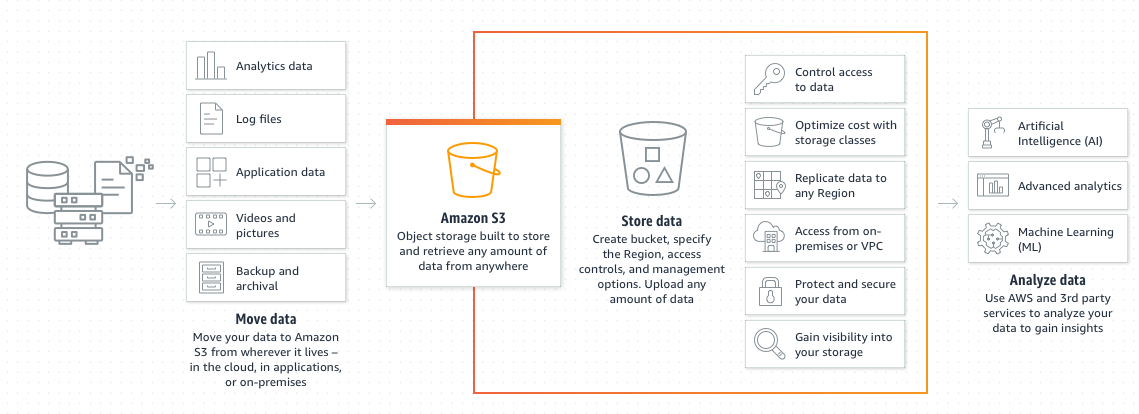 Analytics data
Log files
Application data
Videos and
pictures
Backup and
archival
Move data
Move your data to Amazon
S3 from wherever it lives –
in the cloud, in applications,
or on-premises
Amazon S3
Object storage built to store
and retrieve any amount of
data from anywhere
Store data
Create bucket, specify
the Region, access
controls, and management
options. Upload any
amount of data
Control access
to data
Optimize cost with
storage classes
Replicate data to
any Region
Access from on-
premises or VPC
Protect and secure
your data
Gain visibility into
your storage
Artificial
Intelligence (AI)
Advanced analytics
Machine Learning
(ML)
Analyze data
Use AWS and 3rd party
services to analyze your
data to gain insights